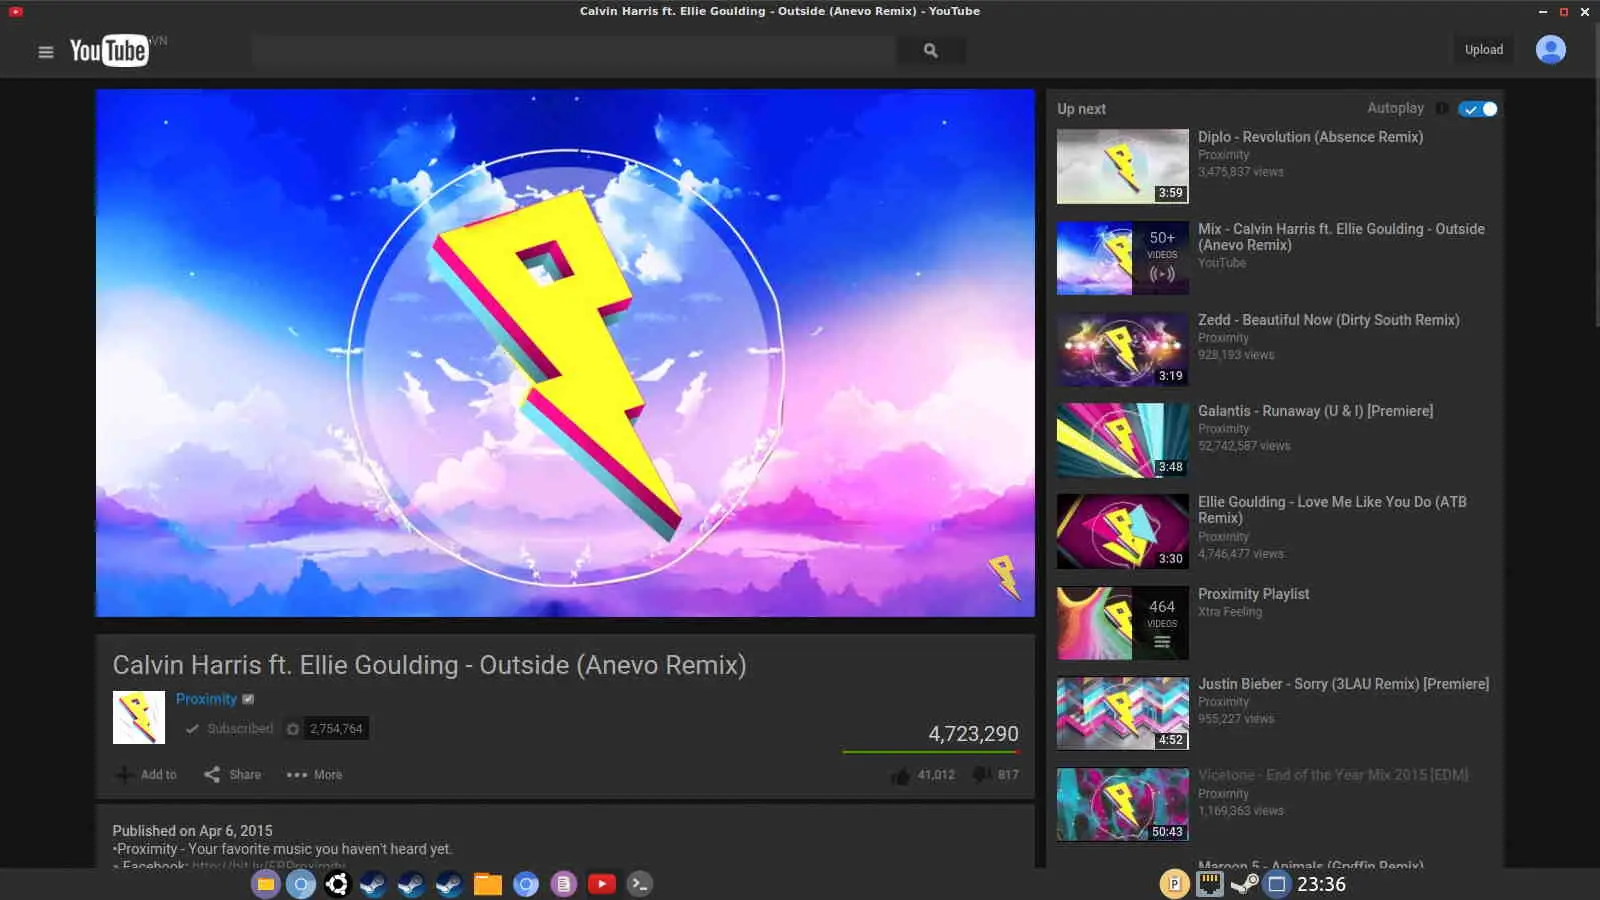 Calvin Harris ft. Ellie Goulding - Outside (Anevo Remix) - YouTube
YouTube VN
Upload
Up next
Autoplay
Diplo - Revolution (Absence Remix)
Proximity
3,475,837 views
3:59
Mix - Calvin Harris ft. Ellie Goulding - Outside
(Anevo Remix)
YouTube
50+
VIDEOS
Zedd - Beautiful Now (Dirty South Remix)
Proximity
928,193 views
3:19
Galantis - Runaway (U & I) [Premiere]
Proximity
52,742,587 views
3:48
Ellie Goulding - Love Me Like You Do (ATB
Remix)
Proximity
4,746,477 views
3:30
Proximity Playlist
Xtra Feeling
464
VIDEOS
Justin Bieber - Sorry (3LAU Remix) [Premiere]
Proximity
955,227 views
4:52
Vicetone - End of the Year Mix 2015 [EDM]
Proximity
1,169,363 views
50:43
Maroon 5 - Animals (Gryffin Remix)
Calvin Harris ft. Ellie Goulding - Outside (Anevo Remix)
Proximity
Subscribed 2,754,764
4,723,290
Add to Share More
41,012 817
Published on Apr 6, 2015
•Proximity - Your favorite music you haven't heard yet.
- Facebook: http://bit.ly/FBProximity
23:36